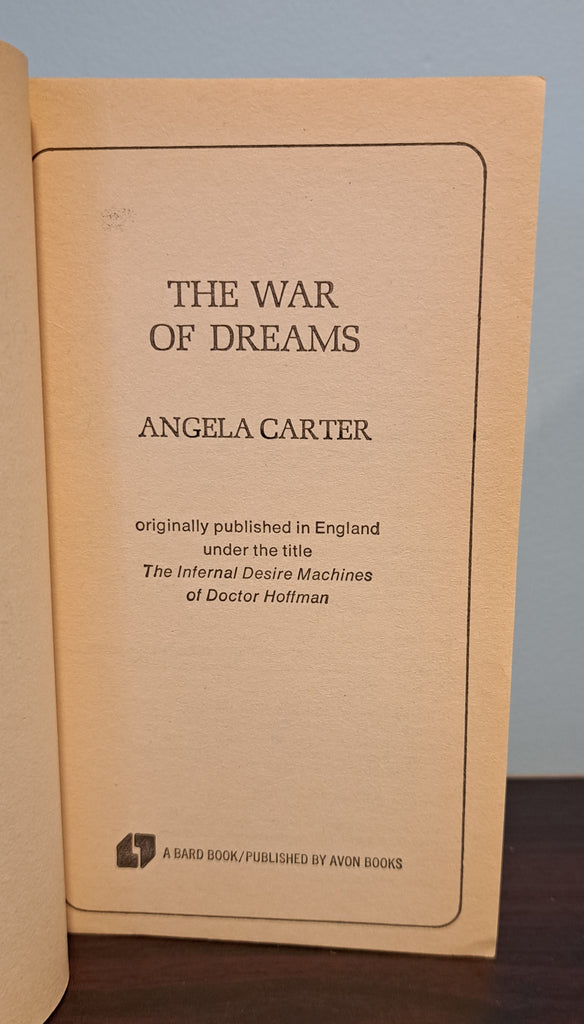 THE WAR
OF DREAMS
ANGELA CARTER
originally published in England
under the title
The Infernal Desire Machines
of Doctor Hoffman
A BARD BOOK/PUBLISHED BY AVON BOOKS